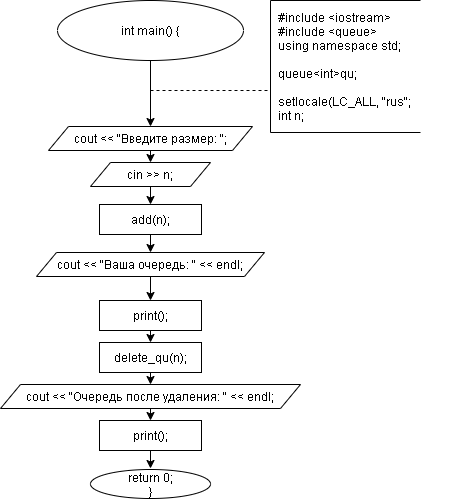 int main() {
#include <iostream>
#include <queue>
using namespace std;
queue<int>qu;
setlocale(LC_ALL, "rus";
int n;
cout << "Введите размер: ";
cin >> n;
add(n);
cout << "Ваша очередь: " << endl;
print();
delete_qu(n);
cout << "Очередь после удаления: " << endl;
print();
return 0;
}